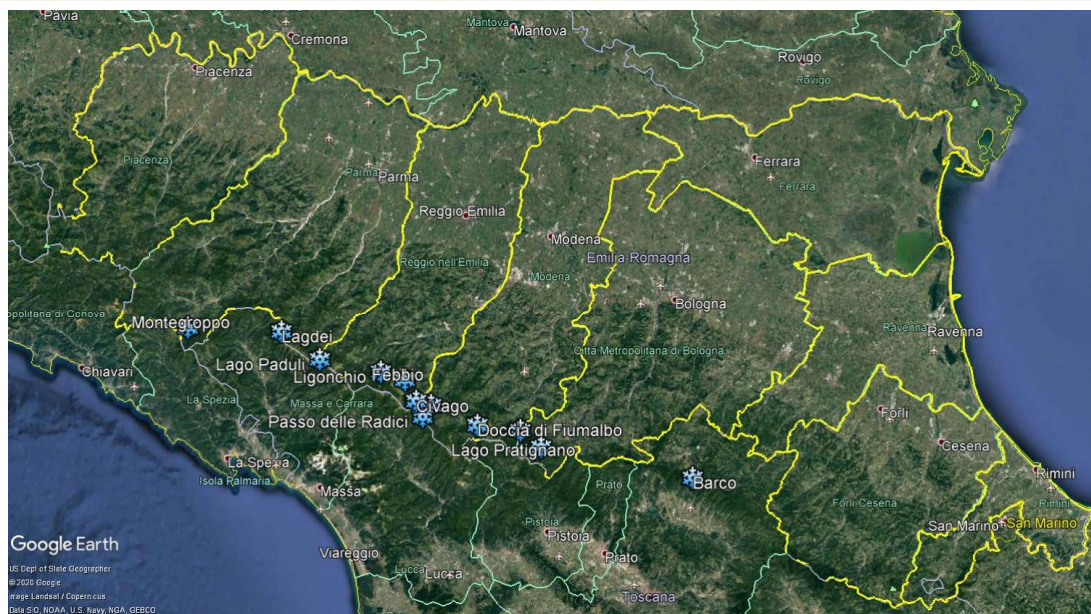 Pavia
Cremona
Mantova
Mantova
Rovigo
Rovigo
Piacenza
Piacenza
Parma
Parma
Ferrara
Ferrara
Reggio Emilia
Reggio nell'Emilia
Modena
Modena
Emilia-Romagna
Bologna
Città Metropolitana di Bologna
Ravenna
Ravenna
Montegroppo
Lagdei
Lago Paduli
Ligonchio
Febbio
Chiavari
La Spezia
Massa e Carrara
Civago
Passo delle Radici
Doccia di Fiumalbo
Lago Pratignano
Barco
Forlì
Cesena
Forlì-Cesena
Rimini
Rimini
San Marino
San Marino
La Spezia
Isola Palmaria
Massa
Prato
Pistoia
Pistoia
Prato
Viareggio
Lucca
Lucca
Toscana
Google Earth
US Dept of State Geographer
© 2020 Google
Image Landsat / Copernicus
Data SIO, NOAA, U.S. Navy, NGA, GEBCO